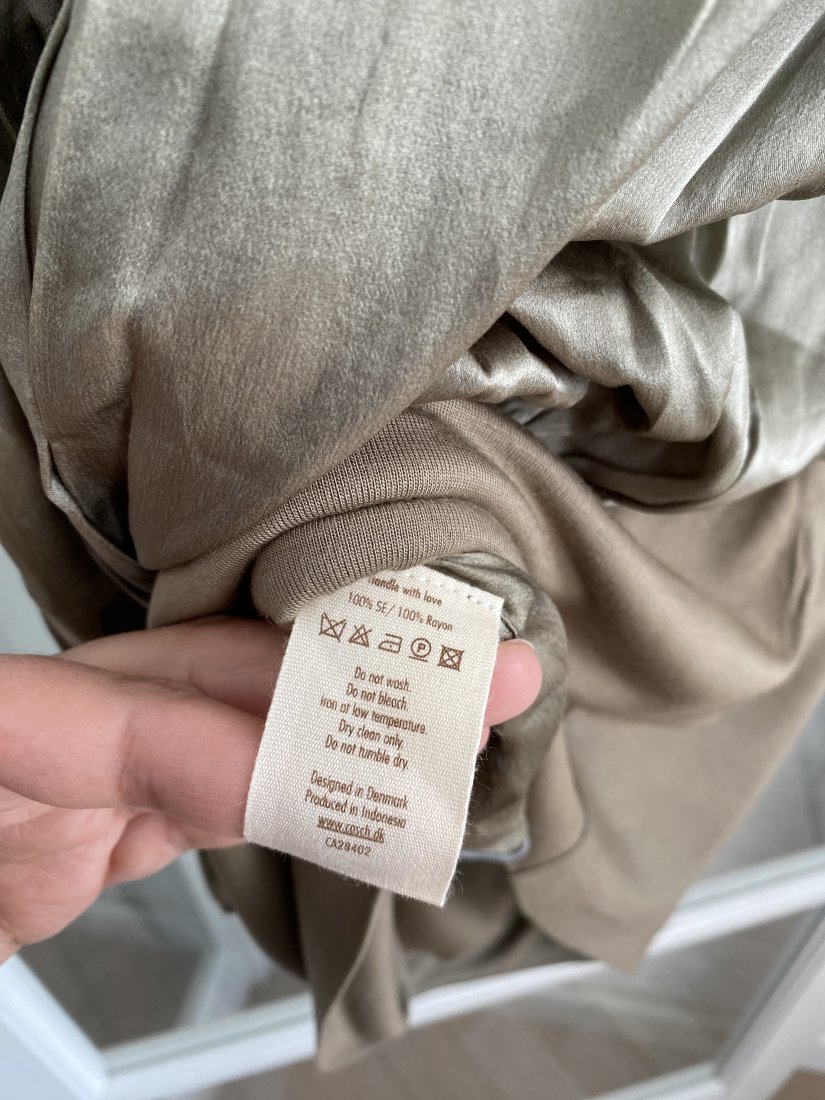 Handle with love
100% SE/ 100% Rayon
P
Do not wash.
Do not bleach.
Iron at low temperature.
Dry clean only.
Do not tumble dry.
Designed in Denmark
Produced in Indonesia
www.cosch.dk
CA28402